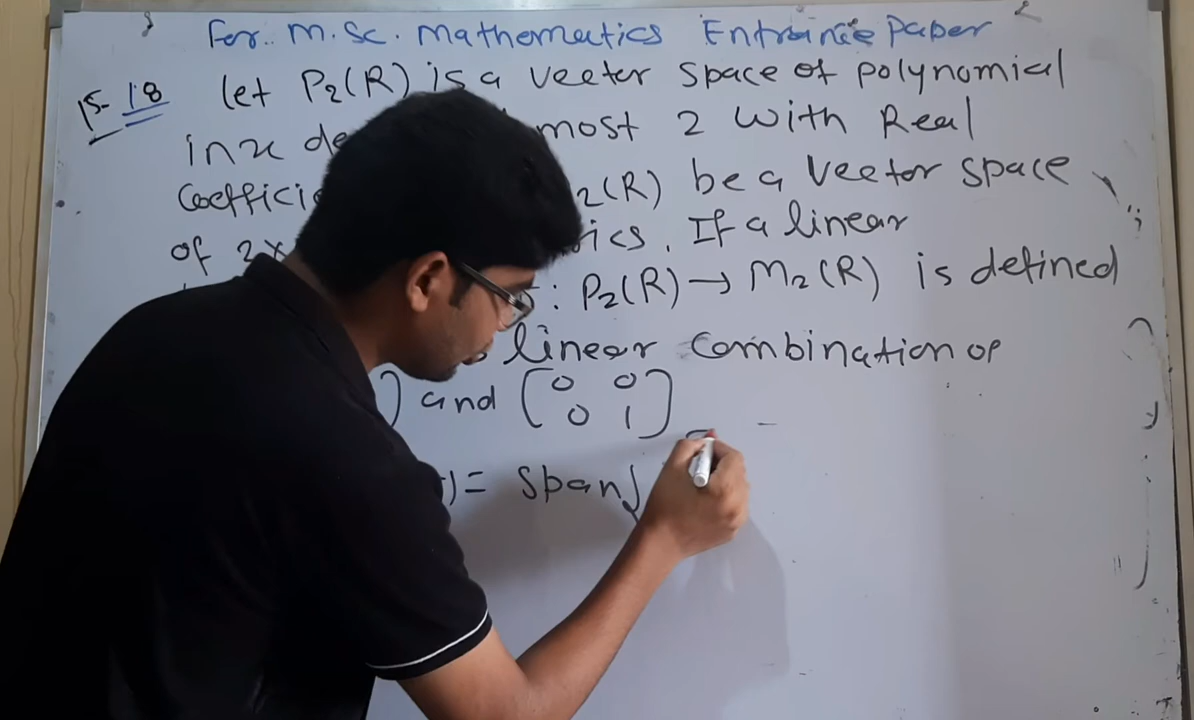 For.. M.Sc. Mathematics Entrance Paper
15- 18 let P₂(R) is a Veeter Space of polynomial
in x de most 2 with Real
Coefficie ₂(R) be a Veetor space
of 2x ics. If a linear
: P₂(R) → M₂(R) is defined
linear Combination of
] and [0 0
0 1]
)= Span{